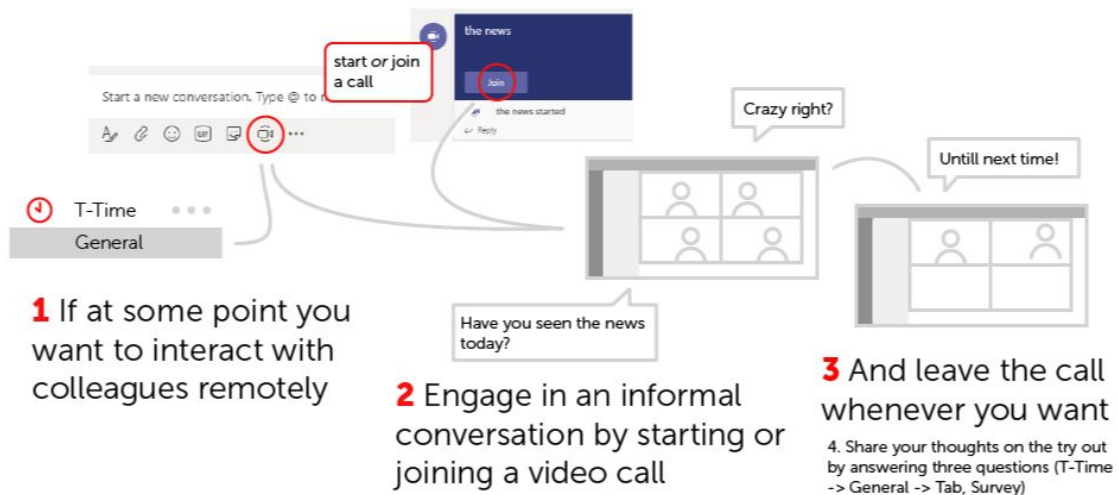 the news
start or join
a call
Join
Start a new conversation. Type @ to
the news started
Reply
GIF
Crazy right?
Untill next time!
T-Time
General
Have you seen the news
today?
1 If at some point you
want to interact with
colleagues remotely
2 Engage in an informal
conversation by starting or
joining a video call
3 And leave the call
whenever you want
4. Share your thoughts on the try out
by answering three questions (T-Time
-> General -> Tab, Survey)